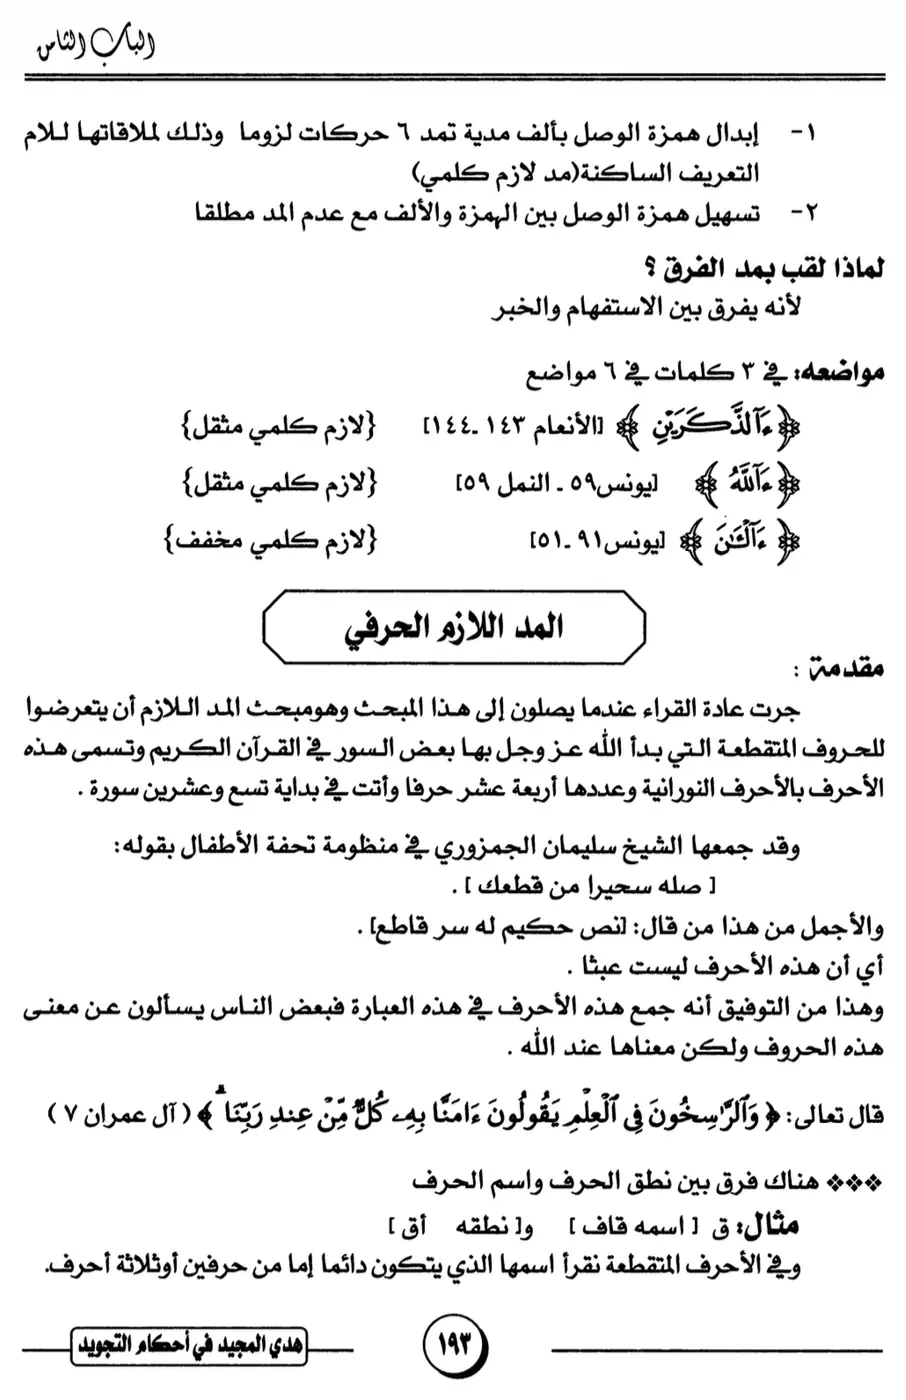 الباب الثامن
١- إبدال همزة الوصل بألف مدية تمد ٦ حركات لزوما وذلك لملاقاتها للام
التعريف الساكنة(مد لازم كلمي)
٢- تسهيل همزة الوصل بين الهمزة والألف مع عدم المد مطلقا
لماذا لقب بمد الفرق ؟
لأنه يفرق بين الاستفهام والخبر
مواضعه: في ٣ كلمات في ٦ مواضع
﴿ ءَآلذَّكَرَيْنِ ﴾ [الأنعام ١٤٣ -١٤٤] {لازم كلمي مثقل}
﴿ ءَآللَّهُ ﴾ [يونس٥٩ - النمل ٥٩] {لازم كلمي مثقل}
﴿ ءَآلْـَٰٔنَ ﴾ [يونس٩١ -٥١] {لازم كلمي مخفف}
المد اللازم الحرفي
مقدمة :
جرت عادة القراء عندما يصلون إلى هذا المبحث وهومبحث المد اللازم أن يتعرضوا
للحروف المتقطعة التي بدأ الله عز وجل بها بعض السور في القرآن الكريم وتسمى هذه
الأحرف بالأحرف النورانية وعددها أربعة عشر حرفا وأتت في بداية تسع وعشرين سورة .
وقد جمعها الشيخ سليمان الجمزوري في منظومة تحفة الأطفال بقوله:
[ صله سحيرا من قطعك ] .
والأجمل من هذا من قال: [نص حكيم له سر قاطع] .
أي أن هذه الأحرف ليست عبثا .
وهذا من التوفيق أنه جمع هذه الأحرف في هذه العبارة فبعض الناس يسألون عن معنى
هذه الحروف ولكن معناها عند الله .
قال تعالى: ﴿ وَٱلرَّٰسِخُونَ فِي ٱلْعِلْمِ يَقُولُونَ ءَامَنَّا بِهِۦ كُلٌّ مِّنْ عِندِ رَبِّنَا ۗ ﴾ ( آل عمران ٧ )
❖❖❖ هناك فرق بين نطق الحرف واسم الحرف
مثال: ق [ اسمه قاف ] و[ نطقه أق ]
وفي الأحرف المتقطعة نقرأ اسمها الذي يتكون دائما إما من حرفين أوثلاثة أحرف.
١٩٣
هدي المجيد في أحكام التجويد